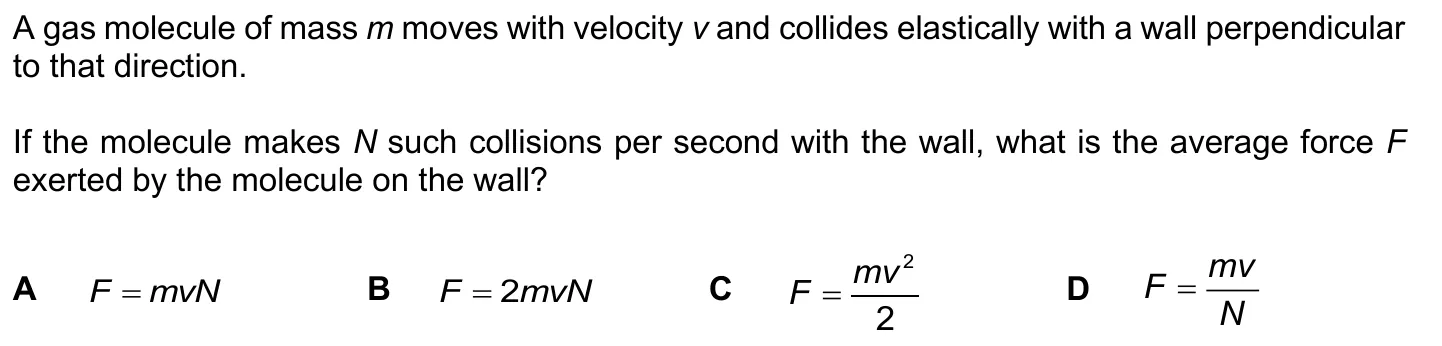 A gas molecule of mass m moves with velocity v and collides elastically with a wall perpendicular
to that direction.
If the molecule makes N such collisions per second with the wall, what is the average force F
exerted by the molecule on the wall?
A F = mvN B F = 2mvN C F = mv²/2 D F = mv/N